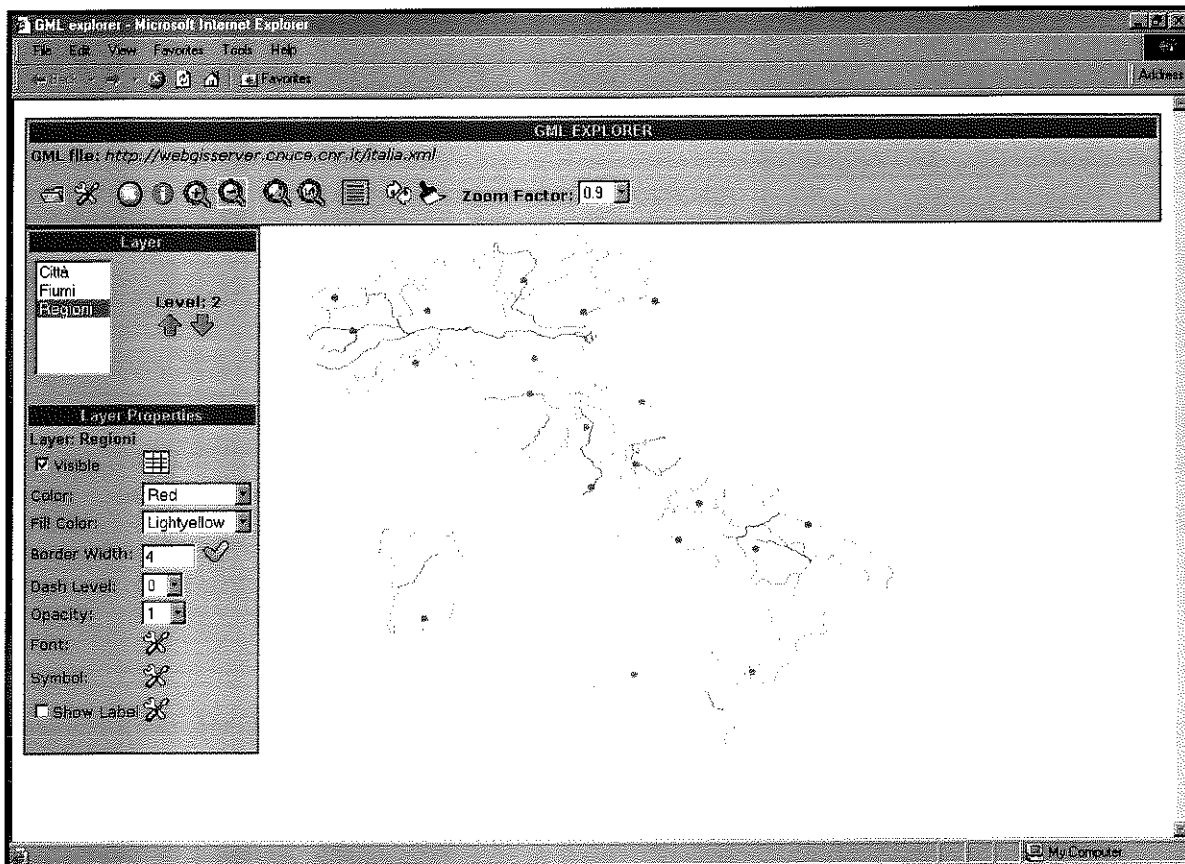 GML explorer - Microsoft Internet Explorer
File Edit View Favorites Tools Help
Back Favorites Address
GML EXPLORER
GML file: http://webgisserver.cnuce.cnr.it/italia.xml
Zoom Factor: 0.9
Layer
Città
Fiumi
Regioni
Level: 2
Layer Properties
Layer: Regioni
Visible
Color: Red
Fill Color: Lightyellow
Border Width: 4
Dash Level: 0
Opacity: 1
Font:
Symbol:
Show Label
My Computer